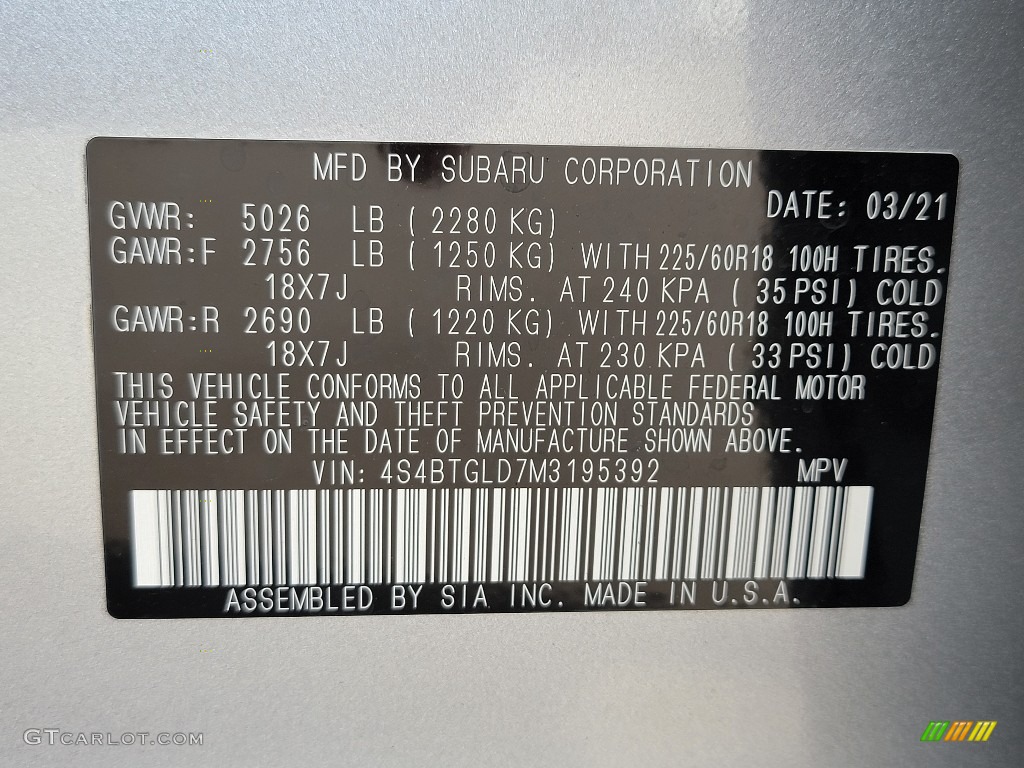 MFD BY SUBARU CORPORATION
DATE: 03/21
GVWR: 5026 LB ( 2280 KG)
GAWR:F 2756 LB ( 1250 KG) WITH 225/60R18 100H TIRES.
18X7J RIMS. AT 240 KPA ( 35 PSI) COLD
GAWR:R 2690 LB ( 1220 KG) WITH 225/60R18 100H TIRES.
18X7J RIMS. AT 230 KPA ( 33 PSI) COLD
THIS VEHICLE CONFORMS TO ALL APPLICABLE FEDERAL MOTOR
VEHICLE SAFETY AND THEFT PREVENTION STANDARDS
IN EFFECT ON THE DATE OF MANUFACTURE SHOWN ABOVE.
VIN: 4S4BTGLD7M3195392 MPV
ASSEMBLED BY SIA INC. MADE IN U.S.A.
GTCARLOT.COM